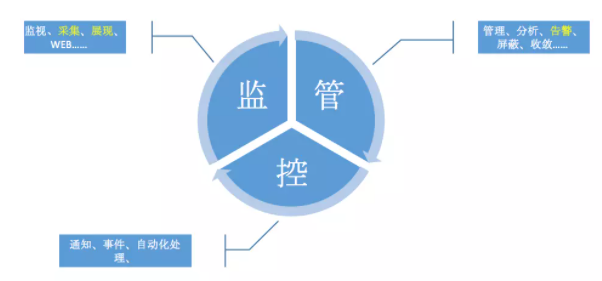 监视、采集、展现、
WEB......
管理、分析、告警、
屏蔽、收敛......
监
管
控
通知、事件、自动化处
理、